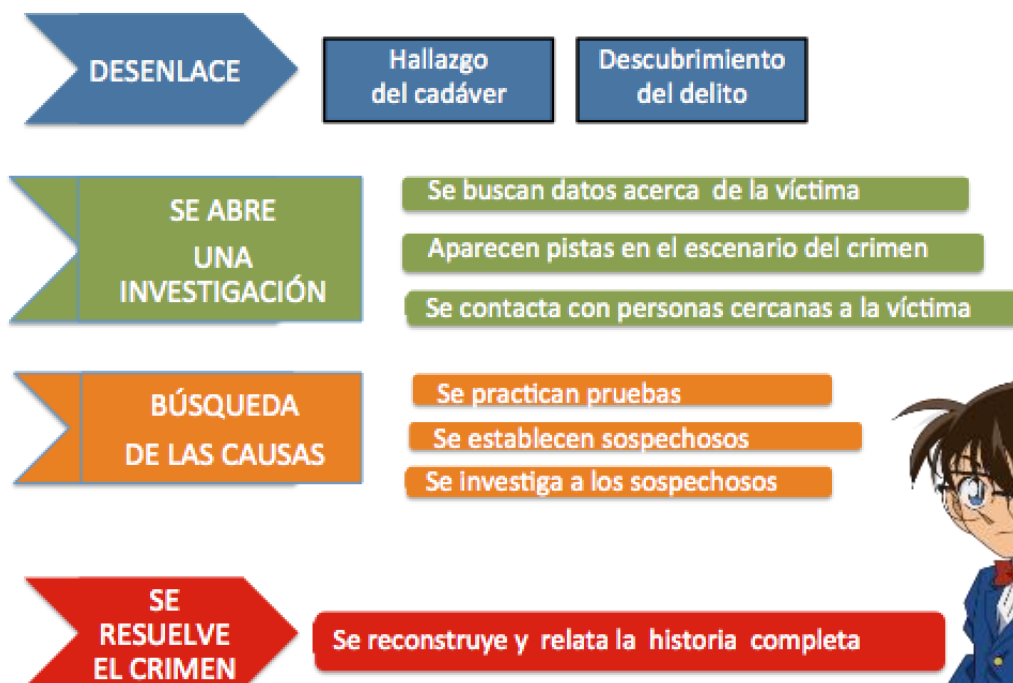 DESENLACE
Hallazgo
del cadáver
Descubrimiento
del delito
SE ABRE
UNA
INVESTIGACIÓN
Se buscan datos acerca de la víctima
Aparecen pistas en el escenario del crimen
Se contacta con personas cercanas a la víctima
BÚSQUEDA
DE LAS CAUSAS
Se practican pruebas
Se establecen sospechosos
Se investiga a los sospechosos
SE
RESUELVE
EL CRIMEN
Se reconstruye y relata la historia completa